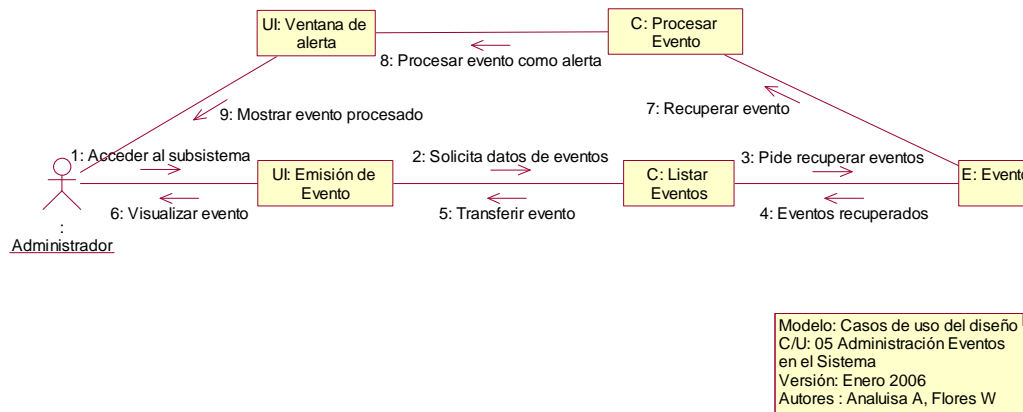 UI: Ventana de
alerta
C: Procesar
Evento
8: Procesar evento como alerta
7: Recuperar evento
9: Mostrar evento procesado
1: Acceder al subsistema
2: Solicita datos de eventos
3: Pide recuperar eventos
UI: Emisión de
Evento
C: Listar
Eventos
E: Evento
6: Visualizar evento
5: Transferir evento
4: Eventos recuperados
:
Administrador
Modelo: Casos de uso del diseño
C/U: 05 Administración Eventos
en el Sistema
Versión: Enero 2006
Autores : Analuisa A, Flores W